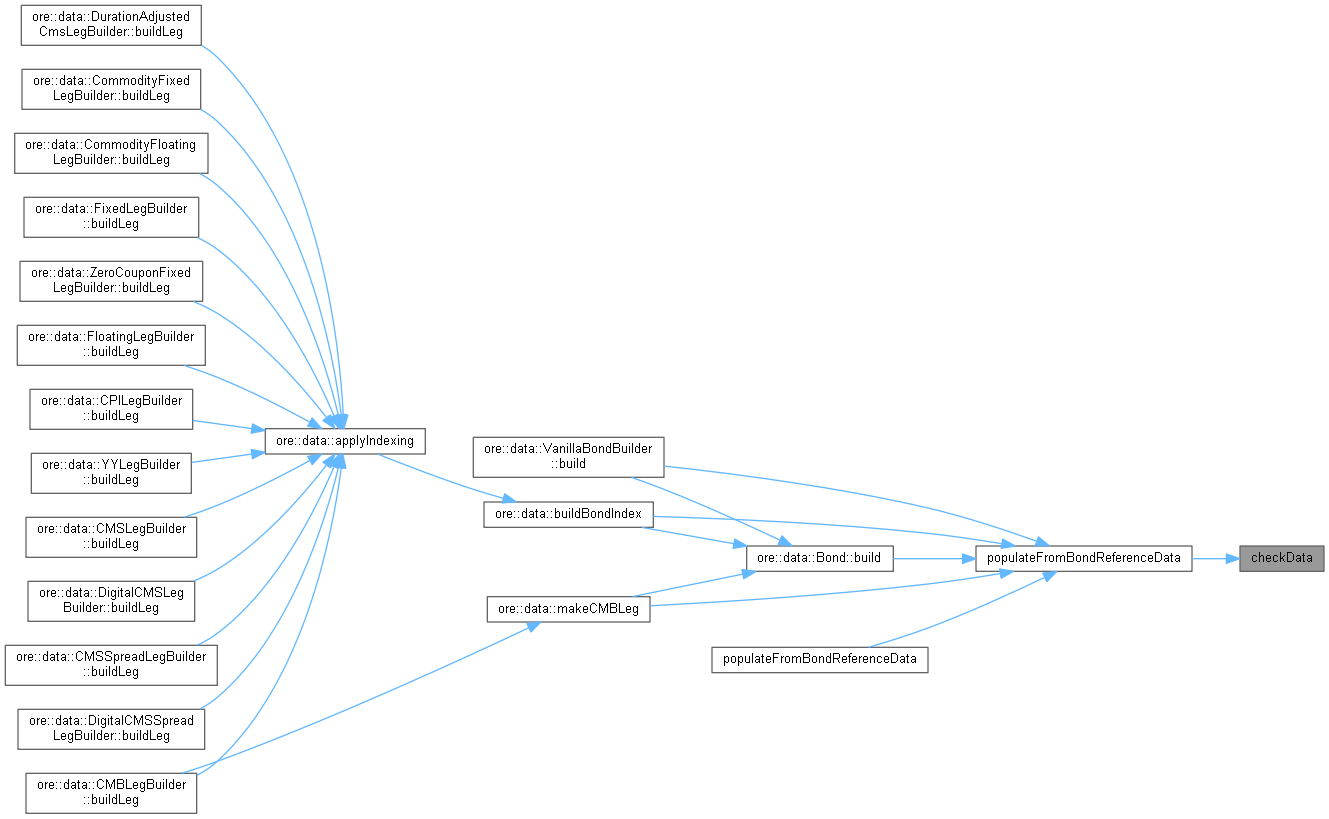 ore::data::DurationAdjusted
CmsLegBuilder::buildLeg
ore::data::CommodityFixed
LegBuilder::buildLeg
ore::data::CommodityFloating
LegBuilder::buildLeg
ore::data::FixedLegBuilder
::buildLeg
ore::data::ZeroCouponFixed
LegBuilder::buildLeg
ore::data::FloatingLegBuilder
::buildLeg
ore::data::CPILegBuilder
::buildLeg
ore::data::YYLegBuilder
::buildLeg
ore::data::CMSLegBuilder
::buildLeg
ore::data::DigitalCMSLeg
Builder::buildLeg
ore::data::CMSSpreadLegBuilder
::buildLeg
ore::data::DigitalCMSSpread
LegBuilder::buildLeg
ore::data::CMBLegBuilder
::buildLeg
ore::data::applyIndexing
ore::data::VanillaBondBuilder
::build
ore::data::buildBondIndex
ore::data::makeCMBLeg
ore::data::Bond::build
populateFromBondReferenceData
populateFromBondReferenceData
checkData